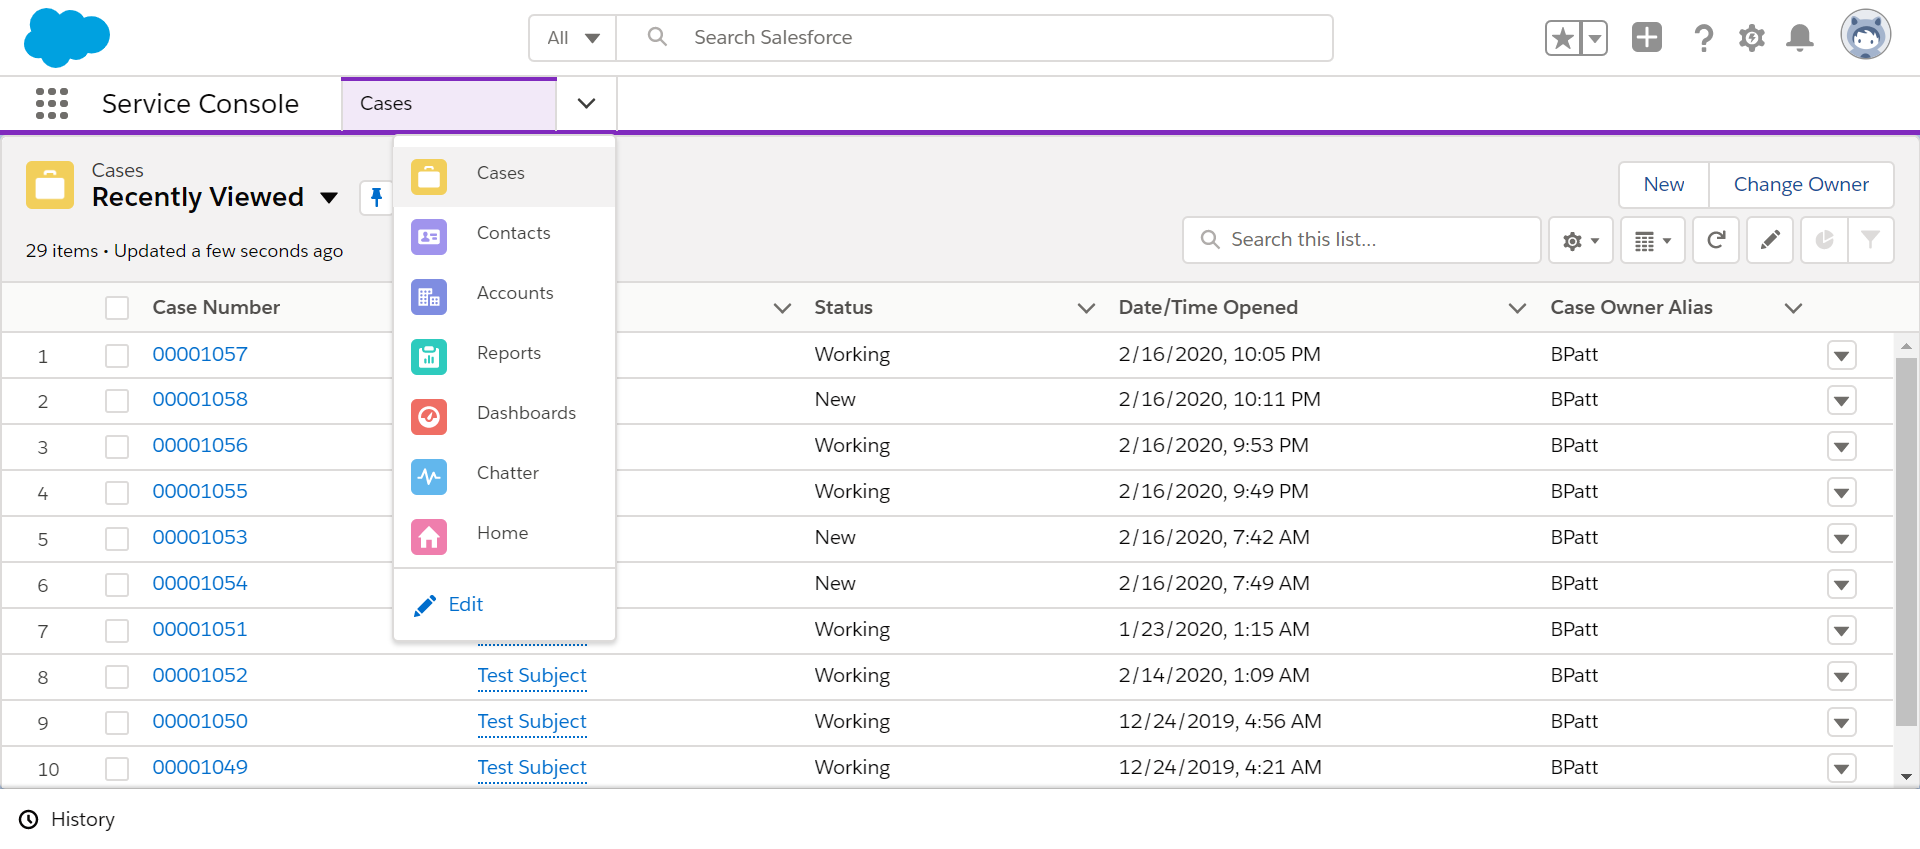 All Search Salesforce
Service Console Cases
Cases
Recently Viewed
29 items • Updated a few seconds ago
New Change Owner
Search this list...
Cases
Contacts
Accounts
Reports
Dashboards
Chatter
Home
Edit
Case Number Status Date/Time Opened Case Owner Alias
1 00001057 Working 2/16/2020, 10:05 PM BPatt
2 00001058 New 2/16/2020, 10:11 PM BPatt
3 00001056 Working 2/16/2020, 9:53 PM BPatt
4 00001055 Working 2/16/2020, 9:49 PM BPatt
5 00001053 New 2/16/2020, 7:42 AM BPatt
6 00001054 New 2/16/2020, 7:49 AM BPatt
7 00001051 Working 1/23/2020, 1:15 AM BPatt
8 00001052 Test Subject Working 2/14/2020, 1:09 AM BPatt
9 00001050 Test Subject Working 12/24/2019, 4:56 AM BPatt
10 00001049 Test Subject Working 12/24/2019, 4:21 AM BPatt
History